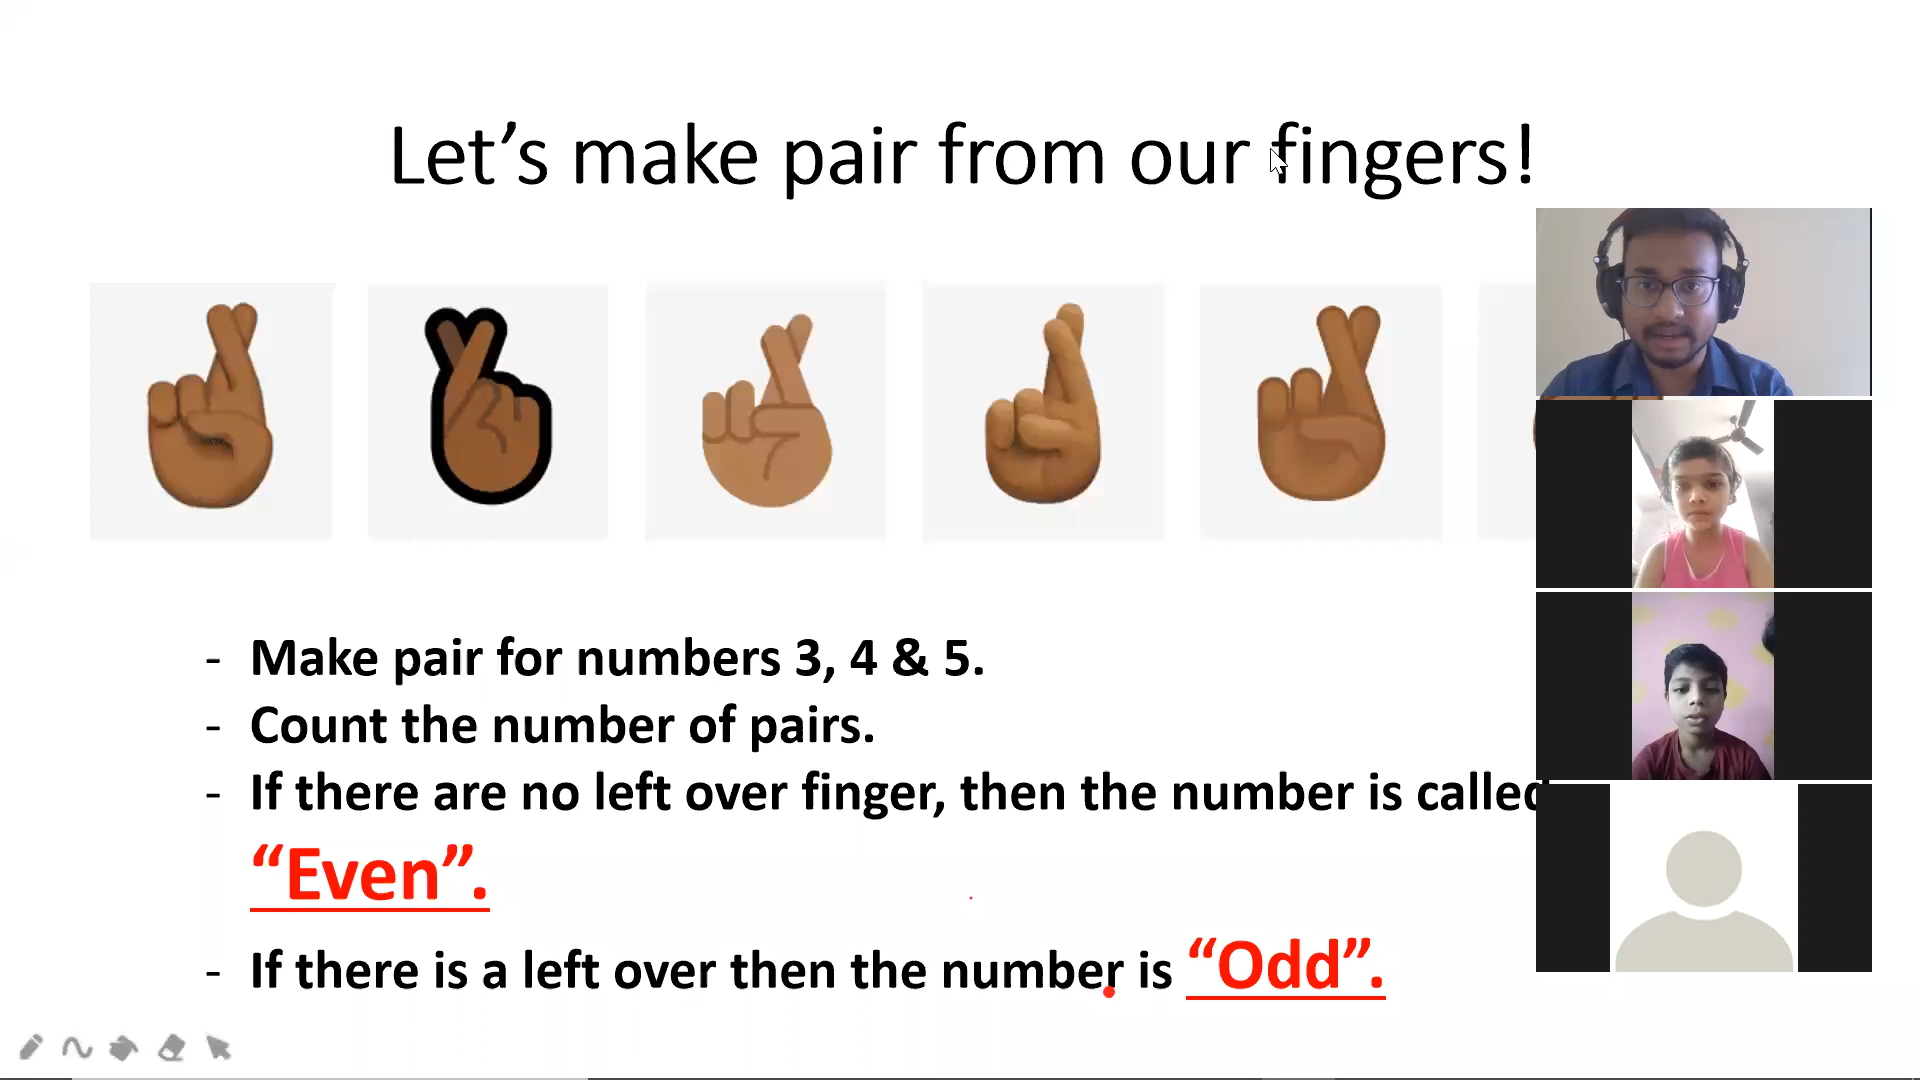 Let’s make pair from our fingers!
- Make pair for numbers 3, 4 & 5.
- Count the number of pairs.
- If there are no left over finger, then the number is called
“Even”.
- If there is a left over then the number is “Odd”.